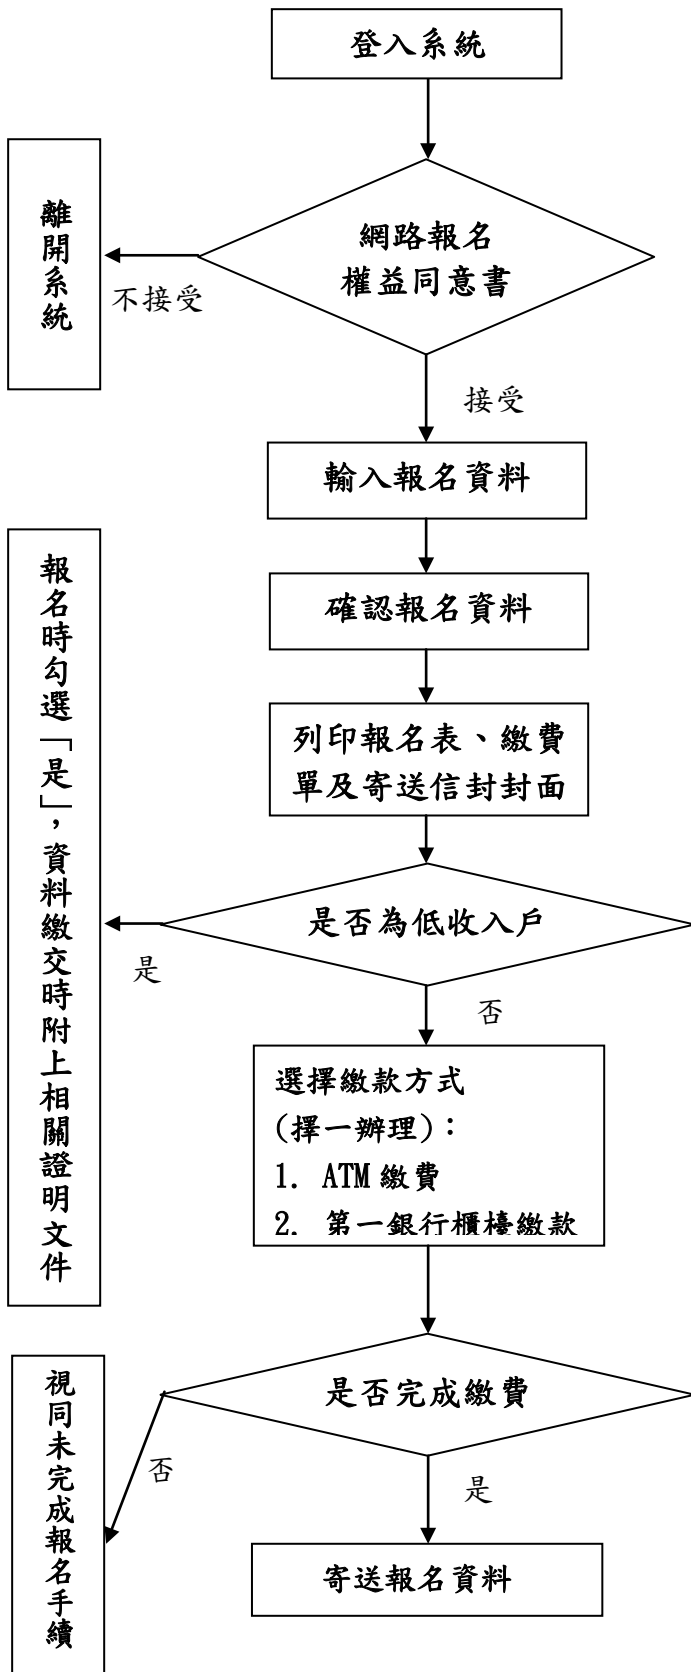 登入系統
網路報名
權益同意書
離開系統
不接受
接受
輸入報名資料
確認報名資料
列印報名表、繳費
單及寄送信封封面
是否為低收入戶
是
報名時勾選「是」，資料繳交時附上相關證明文件
否
選擇繳款方式
(擇一辦理)：
1. ATM 繳費
2. 第一銀行櫃檯繳款
是否完成繳費
否
視同未完成報名手續
是
寄送報名資料